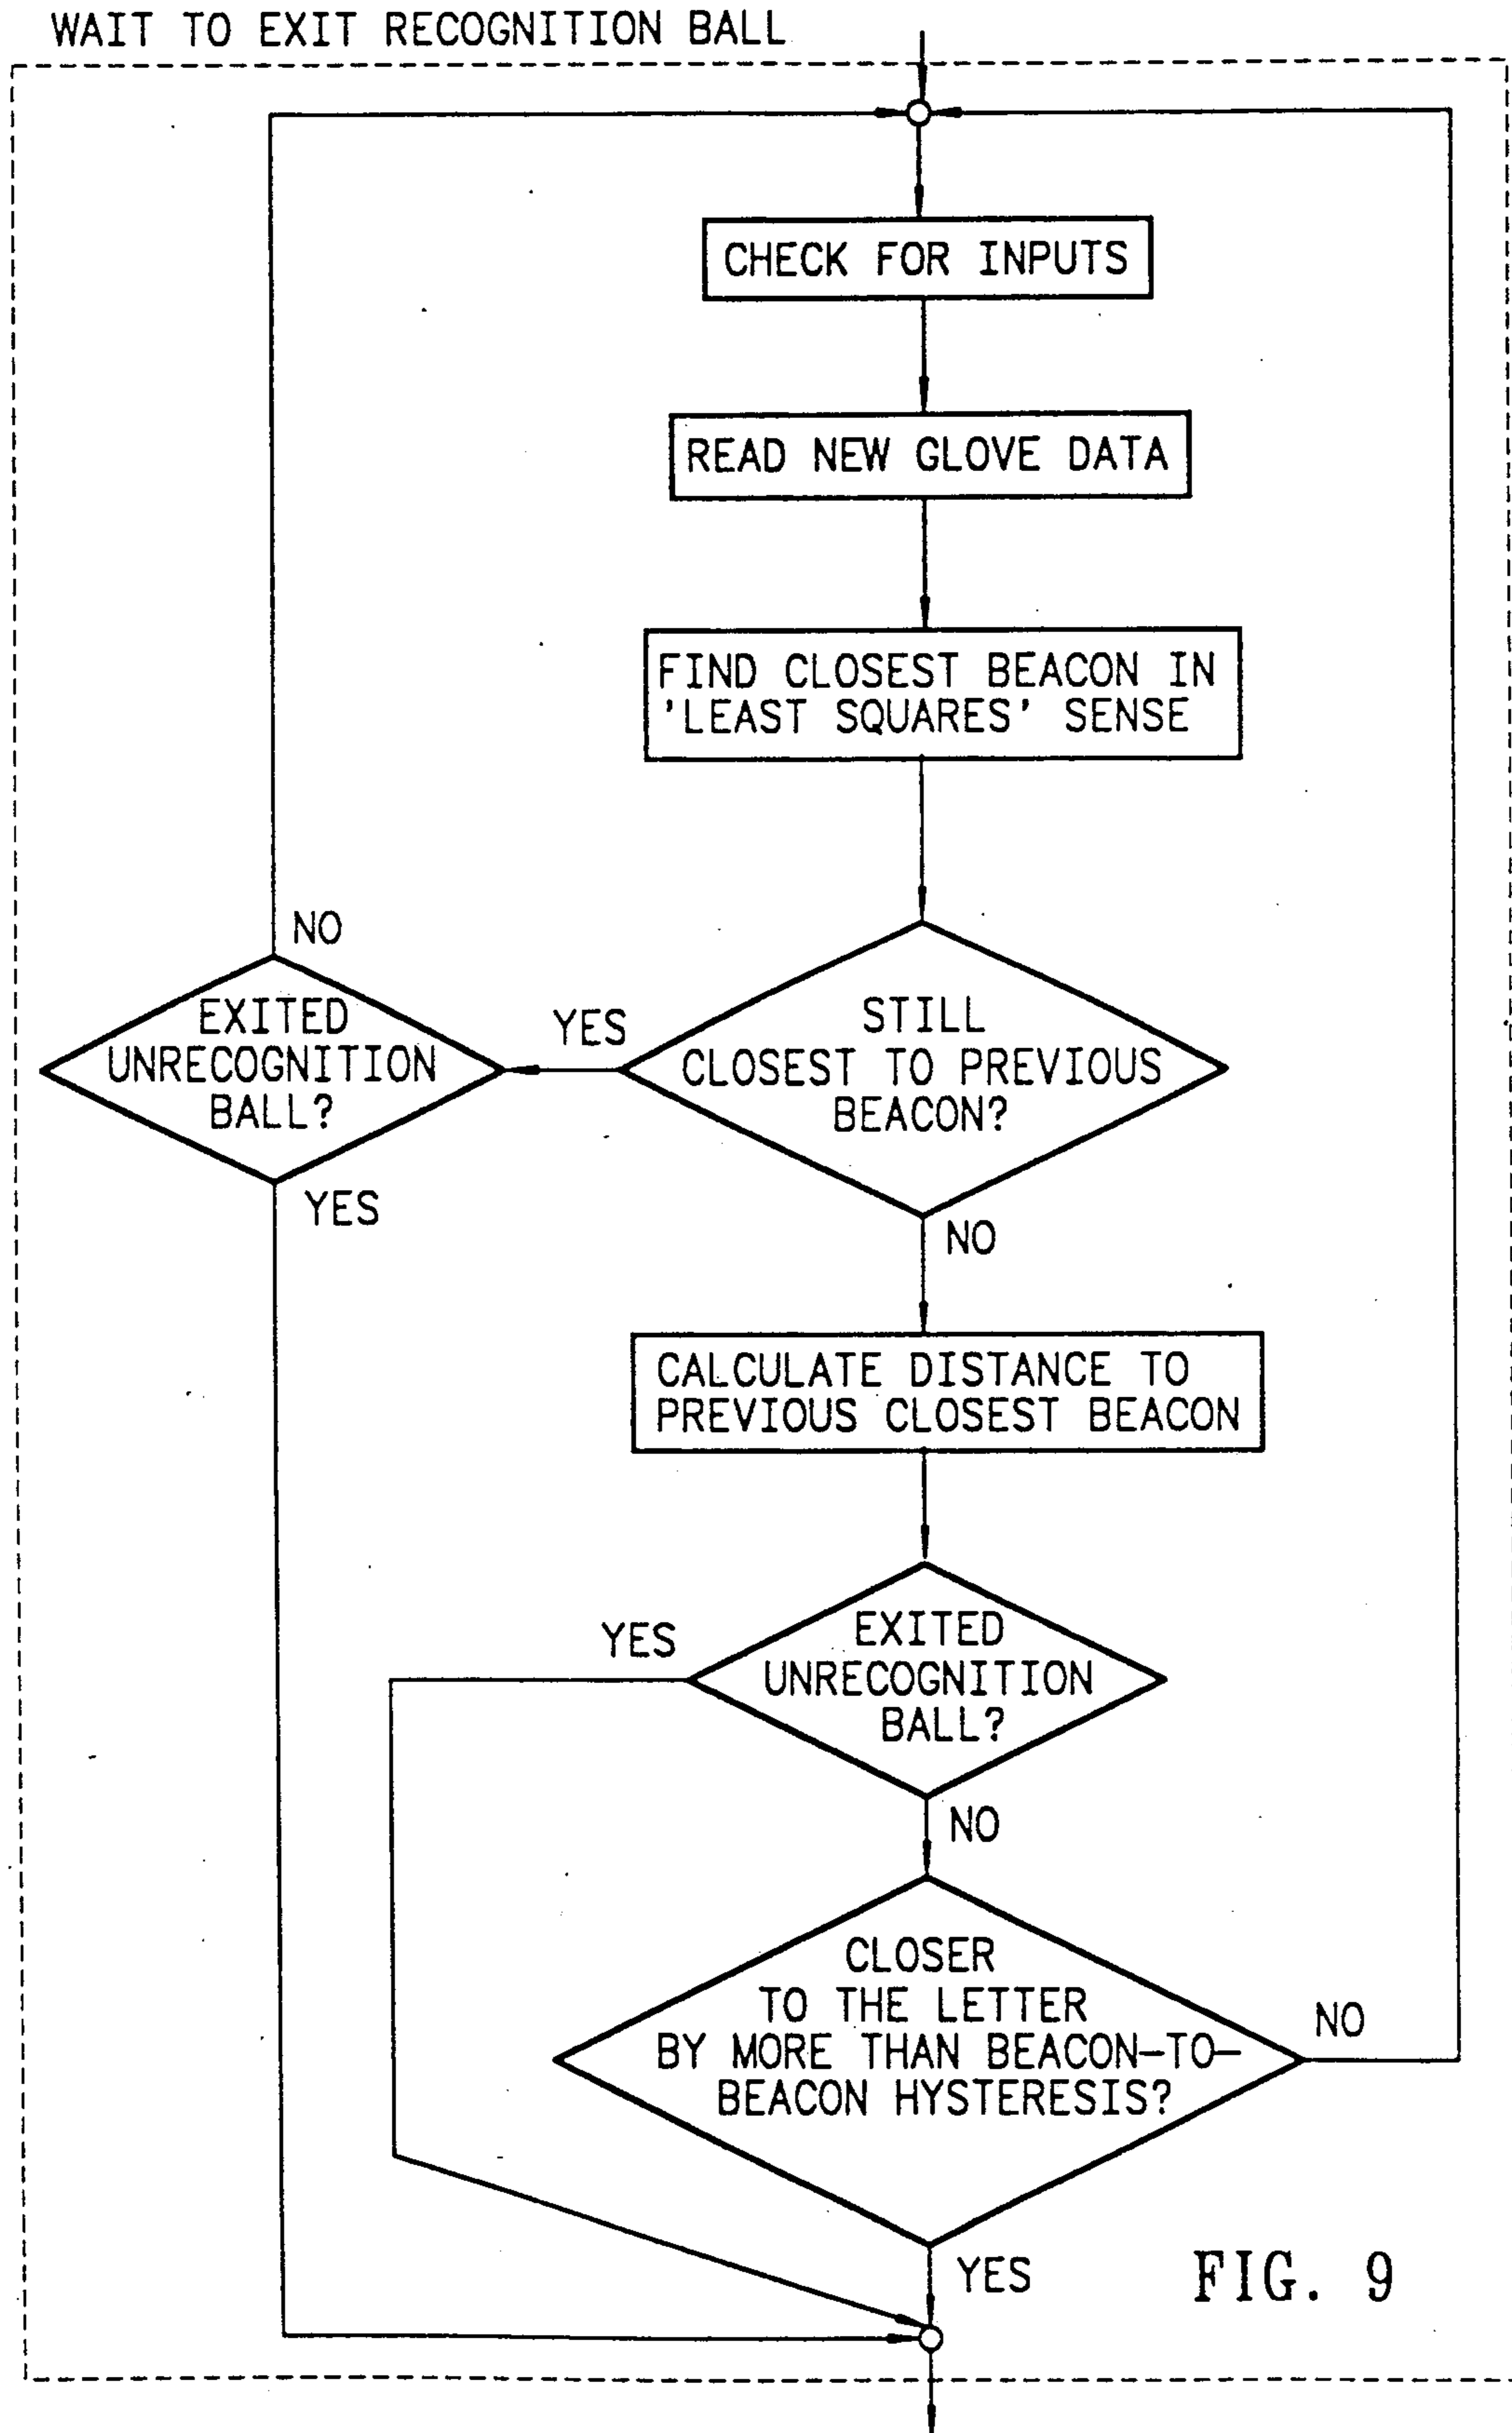 WAIT TO EXIT RECOGNITION BALL
CHECK FOR INPUTS
READ NEW GLOVE DATA
FIND CLOSEST BEACON IN
'LEAST SQUARES' SENSE
NO
EXITED
UNRECOGNITION
BALL?
YES
YES
STILL
CLOSEST TO PREVIOUS
BEACON?
NO
CALCULATE DISTANCE TO
PREVIOUS CLOSEST BEACON
YES
EXITED
UNRECOGNITION
BALL?
NO
CLOSER
TO THE LETTER
BY MORE THAN BEACON-TO-
BEACON HYSTERESIS?
NO
YES
FIG. 9